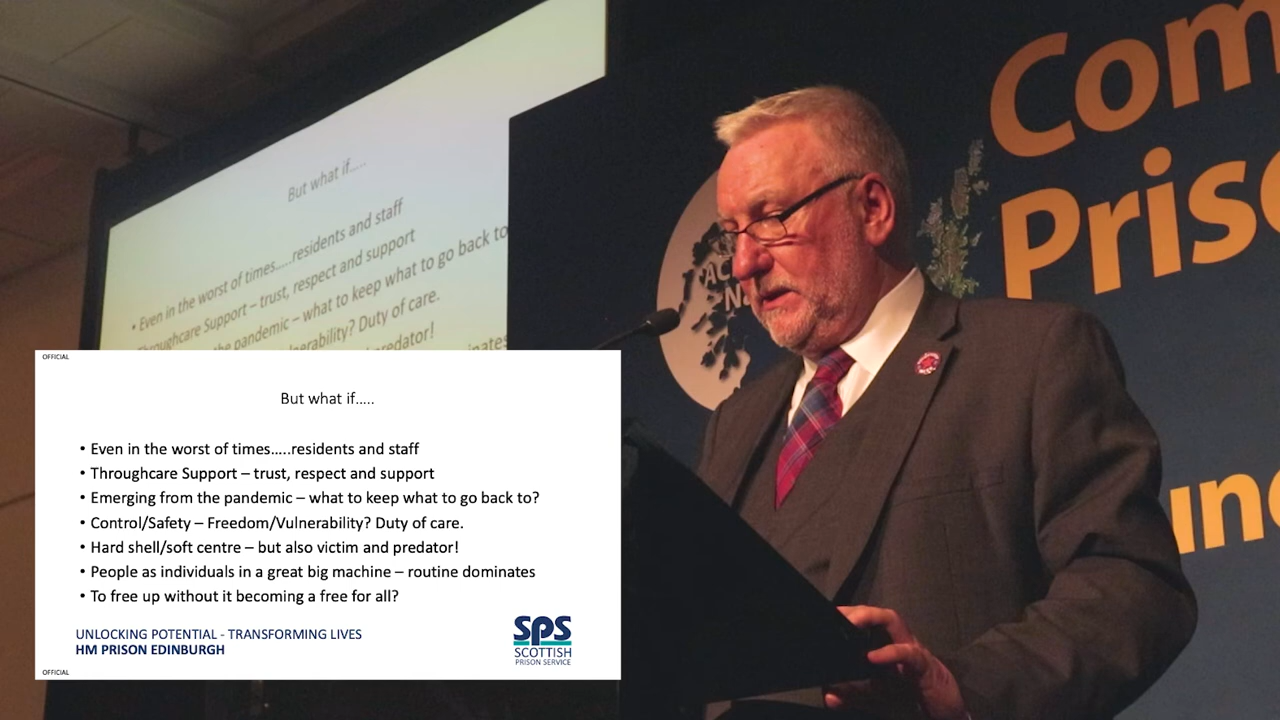 But what if.....
• Even in the worst of times.....residents and staff
Throughcare Support – trust, respect and support
the pandemic – what to keep what to go back to
Duty of care.
predator!
Com
Pris
OFFICIAL
But what if.....
• Even in the worst of times.....residents and staff
• Throughcare Support – trust, respect and support
• Emerging from the pandemic – what to keep what to go back to?
• Control/Safety – Freedom/Vulnerability? Duty of care.
• Hard shell/soft centre – but also victim and predator!
• People as individuals in a great big machine – routine dominates
• To free up without it becoming a free for all?
UNLOCKING POTENTIAL - TRANSFORMING LIVES
HM PRISON EDINBURGH
SPS
SCOTTISH
PRISON SERVICE
OFFICIAL